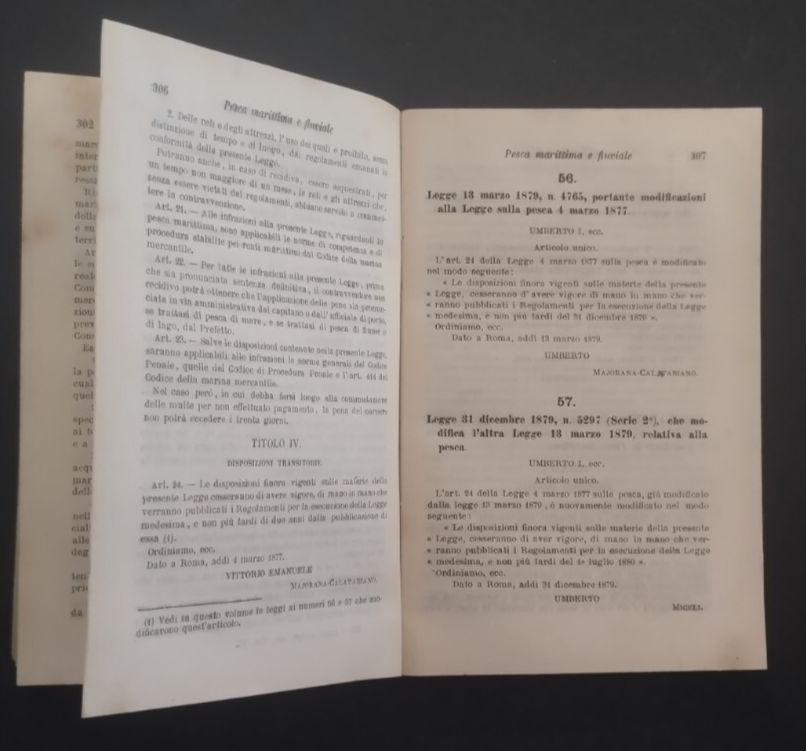 302
306
Pesca marittima e fluviale
2. Delle reti e degli attrezzi, l'uso dei quali è proibito, senza
distinzione di tempo e di luogo, dai regolamenti emanati in
conformità della presente Legge.
Potranno anche, in caso di recidiva, essere sequestrati, per
un tempo non maggiore di un mese, le reti e gli attrezzi che,
senza essere vietati dai regolamenti, abbiano servito a commet-
tere la contravvenzione.
Art. 21. — Alle infrazioni alla presente Legge, riguardanti la
pesca marittima, sono applicabili le norme di competenza e di
procedura stabilite pei reati marittimi dal Codice della marina
mercantile.
Art. 22. — Per tutte le infrazioni alla presente Legge, prima
che sia pronunciata sentenza definitiva, il contravventore non
recidivo potrà ottenere che l'applicazione della pena sia pronun-
ciata in via amministrativa dal capitano o dall'uffiziale di porto,
se trattasi di pesca di mare, e se trattasi di pesca di fiume o
di lago, dal Prefetto.
Art. 23. — Salve le disposizioni contenute nella presente Legge,
saranno applicabili alle infrazioni le norme generali del Codice
Penale, quelle del Codice di Procedura Penale e l'art. del
Codice della marina mercantile.
Nel caso però, in cui debba farsi luogo alla commutazione
delle multe per non effettuato pagamento, la pena del carcere
non potrà eccedere i trenta giorni.
TITOLO IV.
DISPOSIZIONI TRANSITORIE.
Art. 24. — Le disposizioni finora vigenti sulle materie della
presente Legge cesseranno di avere vigore, di mano in mano che
verranno pubblicati i Regolamenti per la esecuzione della Legge
medesima, e non più tardi di due anni dalla pubblicazione di
essa (1).
Ordiniamo, ecc.
Dato a Roma, addì 4 marzo 1877.
VITTORIO EMANUELE
MAJORANA-CALATABIANO.
(1) Vedi in questo volume le leggi ai numeri 56 e 57 che mo-
dificarono quest'articolo.
Pesca marittima e fluviale 307
56.
Legge 13 marzo 1879, n. 4765, portante modificazioni
alla Legge sulla pesca 4 marzo 1877.
UMBERTO I, ecc.
Articolo unico.
L'art. 24 della Legge 4 marzo 1877 sulla pesca è modificato
nel modo seguente:
« Le disposizioni finora vigenti sulle materie della presente
« Legge, cesseranno d'avere vigore di mano in mano che ver-
« ranno pubblicati i Regolamenti per la esecuzione della Legge
« medesima, e non più tardi del 31 dicembre 1879 ».
Ordiniamo, ecc.
Dato a Roma, addì 13 marzo 1879.
UMBERTO
MAJORANA-CALATABIANO.
57.
Legge 31 dicembre 1879, n. 5297 (Serie 2ª), che mo-
difica l'altra Legge 13 marzo 1879, relativa alla
pesca.
UMBERTO I, ecc.
Articolo unico.
L'art. 24 della Legge 4 marzo 1877 sulla pesca, già modificato
dalla legge 13 marzo 1879, è nuovamente modificato nel modo
seguente:
« Le disposizioni finora vigenti sulle materie della presente
« Legge, cesseranno di aver vigore, di mano in mano che ver-
« ranno pubblicati i Regolamenti per la esecuzione della Legge
« medesima, e non più tardi del 1º luglio 1880 ».
Ordiniamo, ecc.
Dato a Roma, addì 31 dicembre 1879.
UMBERTO
MICELI.